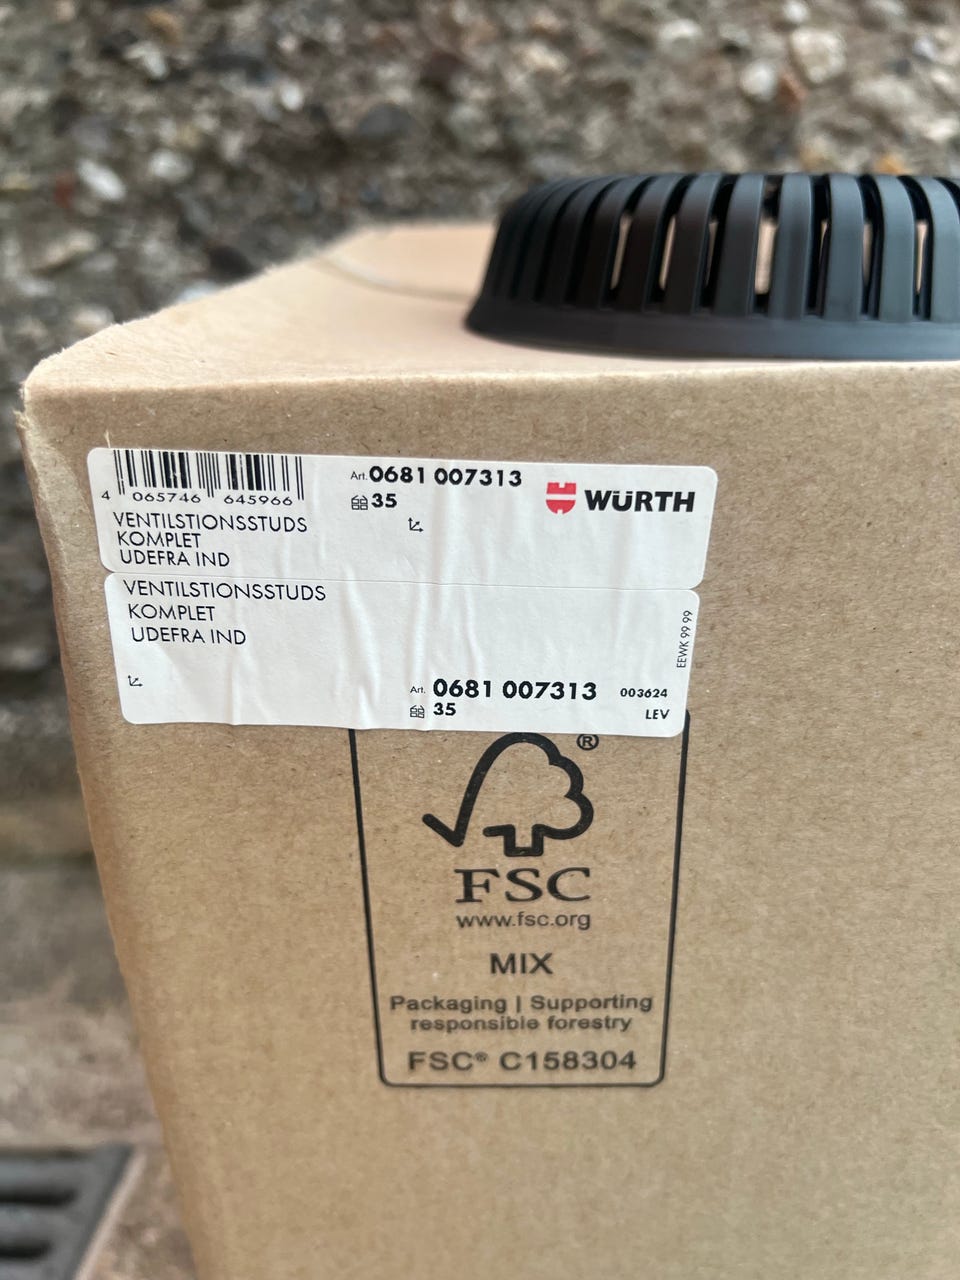 4 065746 645966
Art. 0681 007313
35
WÜRTH
VENTILSTIONSSTUDS
KOMPLET
UDEFRA IND
VENTILSTIONSSTUDS
KOMPLET
UDEFRA IND
EEWK 99 99
Art. 0681 007313 003624
35 LEV
®
FSC
www.fsc.org
MIX
Packaging | Supporting
responsible forestry
FSC® C158304